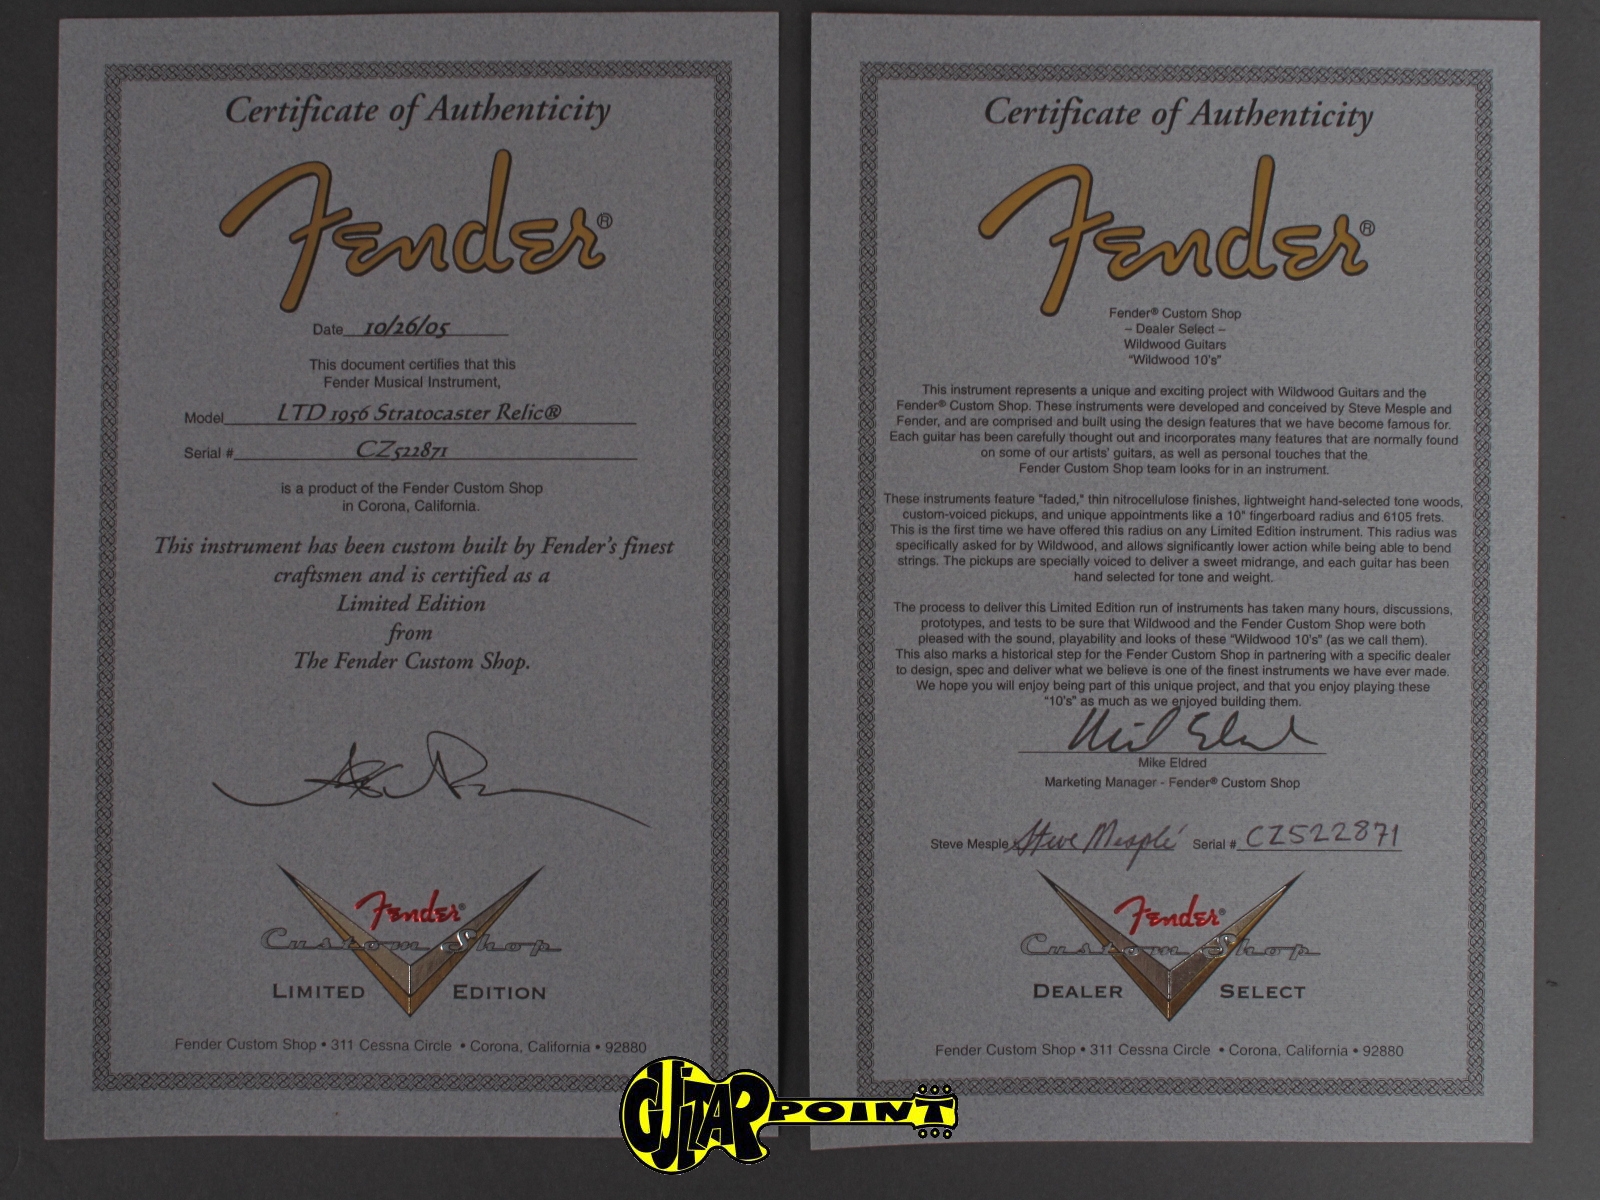 Certificate of Authenticity
Fender®
Date 10/26/05
This document certifies that this
Fender Musical Instrument,
Model LTD 1956 Stratocaster Relic®
Serial # CZ522871
is a product of the Fender Custom Shop
in Corona, California.
This instrument has been custom built by Fender's finest
craftsmen and is certified as a
Limited Edition
from
The Fender Custom Shop.
Fender®
Custom Shop
LIMITED EDITION
Fender Custom Shop • 311 Cessna Circle • Corona, California • 92880
Certificate of Authenticity
Fender®
Fender® Custom Shop
– Dealer Select –
Wildwood Guitars
"Wildwood 10's"
This instrument represents a unique and exciting project with Wildwood Guitars and the
Fender® Custom Shop. These instruments were developed and conceived by Steve Mesple and
Fender, and are comprised and built using the design features that we have become famous for.
Each guitar has been carefully thought out and incorporates many features that are normally found
on some of our artists' guitars, as well as personal touches that the
Fender Custom Shop team looks for in an instrument.
These instruments feature "faded," thin nitrocellulose finishes, lightweight hand-selected tone woods,
custom-voiced pickups, and unique appointments like a 10" fingerboard radius and 6105 frets.
This is the first time we have offered this radius on any Limited Edition instrument. This radius was
specifically asked for by Wildwood, and allows significantly lower action while being able to bend
strings. The pickups are specially voiced to deliver a sweet midrange, and each guitar has been
hand selected for tone and weight.
The process to deliver this Limited Edition run of instruments has taken many hours, discussions,
prototypes, and tests to be sure that Wildwood and the Fender Custom Shop were both
pleased with the sound, playability and looks of these "Wildwood 10's" (as we call them).
This also marks a historical step for the Fender Custom Shop in partnering with a specific dealer
to design, spec and deliver what we believe is one of the finest instruments we have ever made.
We hope you will enjoy being part of this unique project, and that you enjoy playing these
"10's" as much as we enjoyed building them.
Mike Eldred
Marketing Manager - Fender® Custom Shop
Steve Mesple Steve Mesplé Serial # CZ522871
Fender®
Custom Shop
DEALER SELECT
Fender Custom Shop • 311 Cessna Circle • Corona, California • 92880
GUITARPOINT